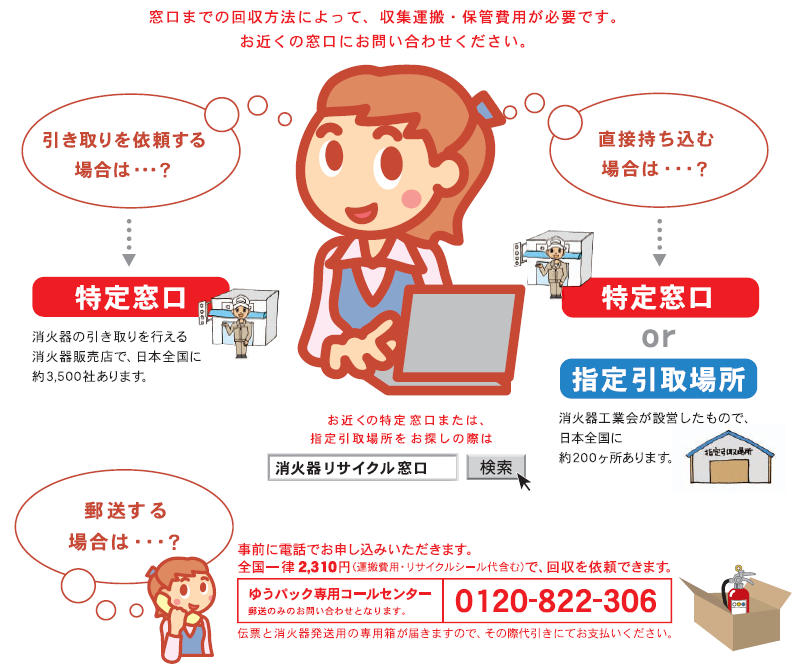 窓口までの回収方法によって、収集運搬・保管費用が必要です。
お近くの窓口にお問い合わせください。
引き取りを依頼する
場合は・・・？
直接持ち込む
場合は・・・？
特定窓口
消火器の引き取りを行える
消火器販売店で、日本全国に
約3,500社あります。
特定窓口
or
指定引取場所
消火器工業会が設営したもので、
日本全国に
約200ヶ所あります。
指定引取場所
お近くの特定窓口または、
指定引取場所をお探しの際は
消火器リサイクル窓口
検索
郵送する
場合は・・・？
事前に電話でお申し込みいただきます。
全国一律2,310円（運搬費用・リサイクルシール代含む）で、回収を依頼できます。
ゆうパック専用コールセンター
郵送のみのお問い合わせとなります。
0120-822-306
伝票と消火器発送用の専用箱が届きますので、その際代引きにてお支払いください。